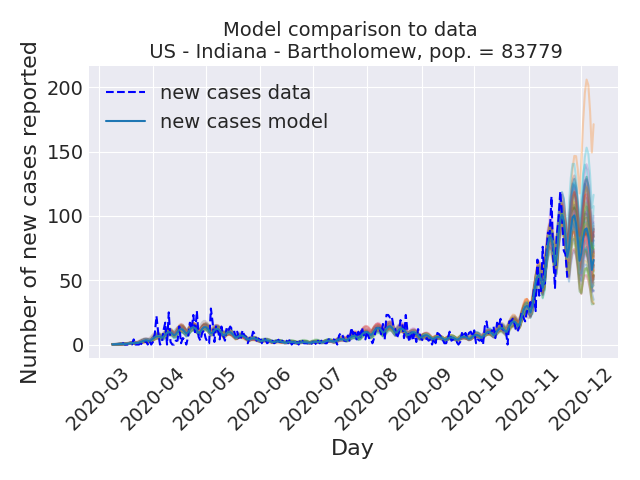 Model comparison to data
US - Indiana - Bartholomew, pop. = 83779
Number of new cases reported
200
150
100
50
0
new cases data
new cases model
2020-03
2020-04
2020-05
2020-06
2020-07
2020-08
2020-09
2020-10
2020-11
2020-12
Day